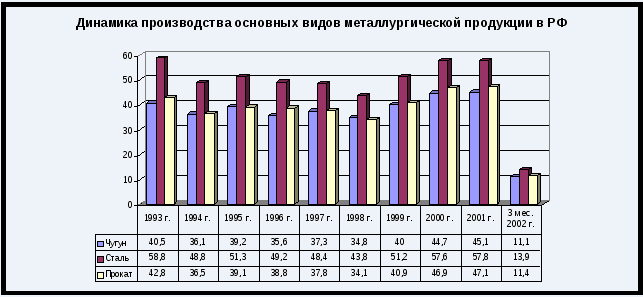 Динамика производства основных видов металлургической продукции в РФ
60
50
40
30
20
10
0
1993 г. 1994 г. 1995 г. 1996 г. 1997 г. 1998 г. 1999 г. 2000 г. 2001 г. 3 мес. 2002 г.
Чугун 40,5 36,1 39,2 35,6 37,3 34,8 40 44,7 45,1 11,1
Сталь 58,8 48,8 51,3 49,2 48,4 43,8 51,2 57,6 57,8 13,9
Прокат 42,8 36,5 39,1 38,8 37,8 34,1 40,9 46,9 47,1 11,4